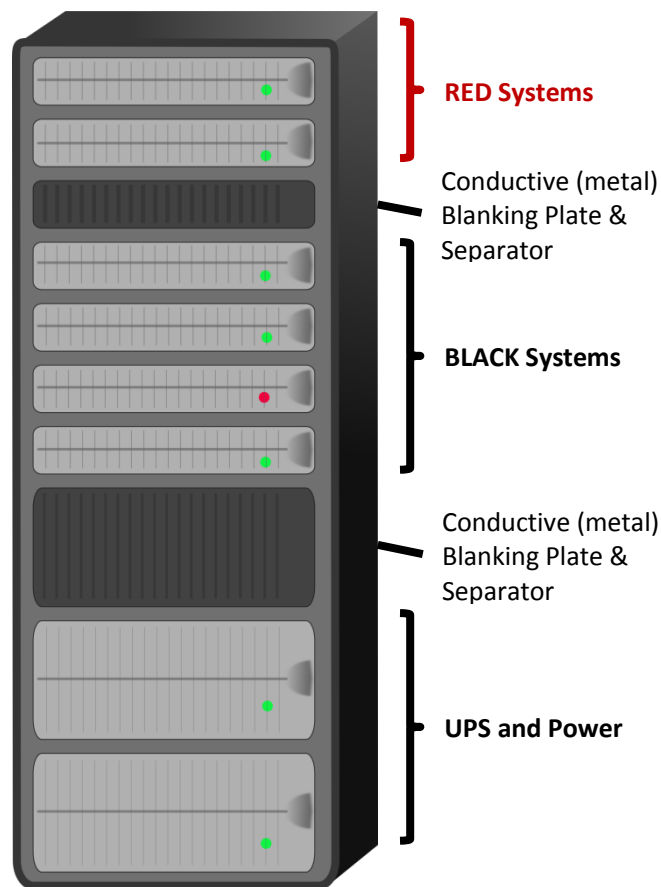 RED Systems
Conductive (metal)
Blanking Plate &
Separator
BLACK Systems
Conductive (metal)
Blanking Plate &
Separator
UPS and Power